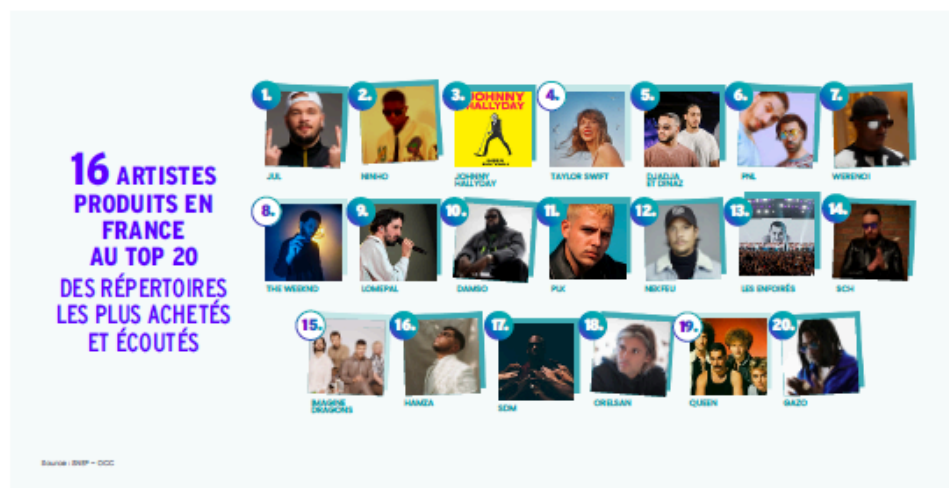 16 ARTISTES
PRODUITS EN
FRANCE
AU TOP 20
DES RÉPERTOIRES
LES PLUS ACHETÉS
ET ÉCOUTÉS
1.
2.
3.
4.
5.
6.
7.
JOHNNY
HALLYDAY
JUL
NINHO
JOHNNY
HALLYDAY
TAYLOR SWIFT
DJADJA
ET DINAZ
PNL
WERENOI
8.
9.
10.
11.
12.
13.
14.
THE WEEKND
LOMEPAL
DAMSO
PLK
NEKFEU
LES ENFOIRÉS
SCH
15.
16.
17.
18.
19.
20.
IMAGINE
DRAGONS
HAMZA
SDM
ORELSAN
QUEEN
GAZO
Source : SNEP – OCC